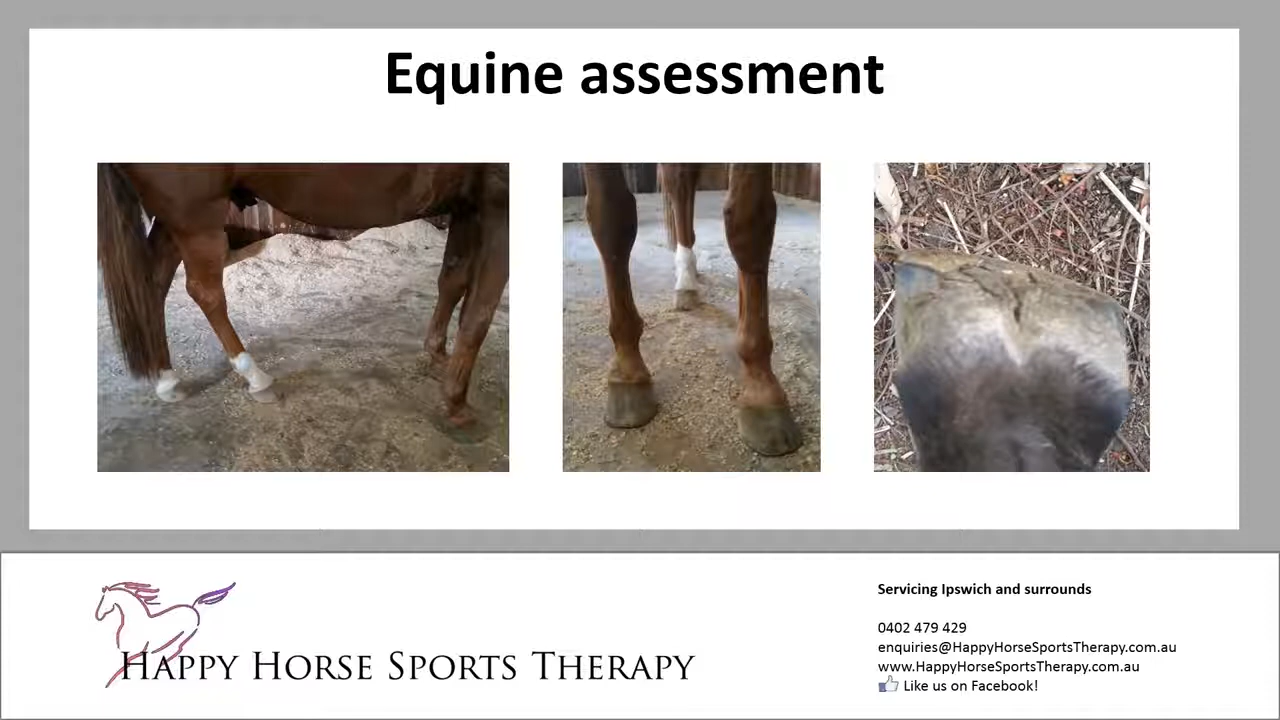 Equine assessment
HAPPY HORSE SPORTS THERAPY
Servicing Ipswich and surrounds
0402 479 429
enquiries@HappyHorseSportsTherapy.com.au
www.HappyHorseSportsTherapy.com.au
Like us on Facebook!